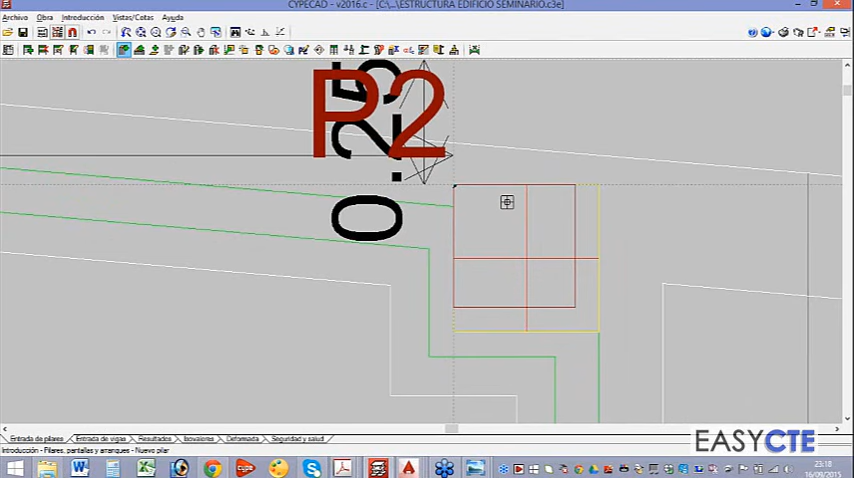 CYPECAD - v2016.c - [C:\...\ESTRUCTURA EDIFICIO SEMINARIO.c3e]
Archivo Obra Introducción Vistas/Cotas Ayuda
P2
0.25
Entrada de pilares Entrada de vigas Resultados Isovalores Deformada Seguridad y salud
Introducción - Pilares, pantallas y arranques - Nuevo pilar
EASYCTE
23:18
16/09/2015